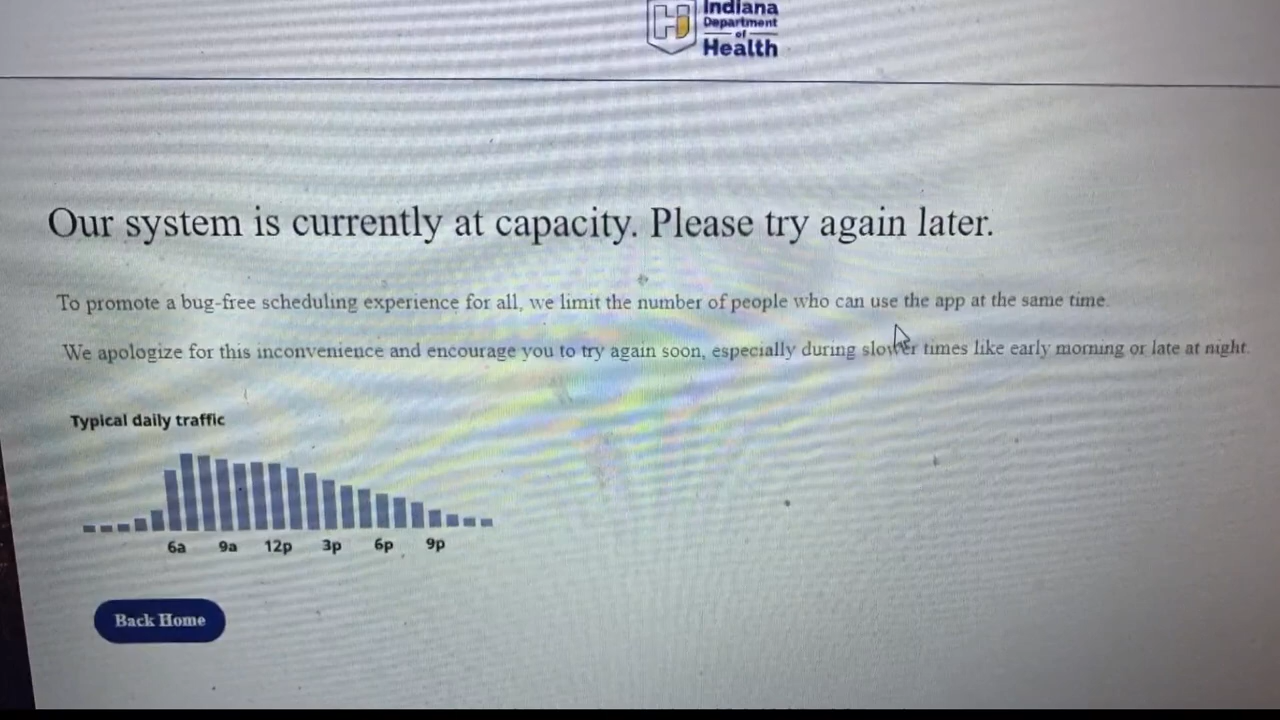 Indiana
Department
of
Health
Our system is currently at capacity. Please try again later.
To promote a bug-free scheduling experience for all, we limit the number of people who can use the app at the same time.
We apologize for this inconvenience and encourage you to try again soon, especially during slower times like early morning or late at night.
Typical daily traffic
6a 9a 12p 3p 6p 9p
Back Home